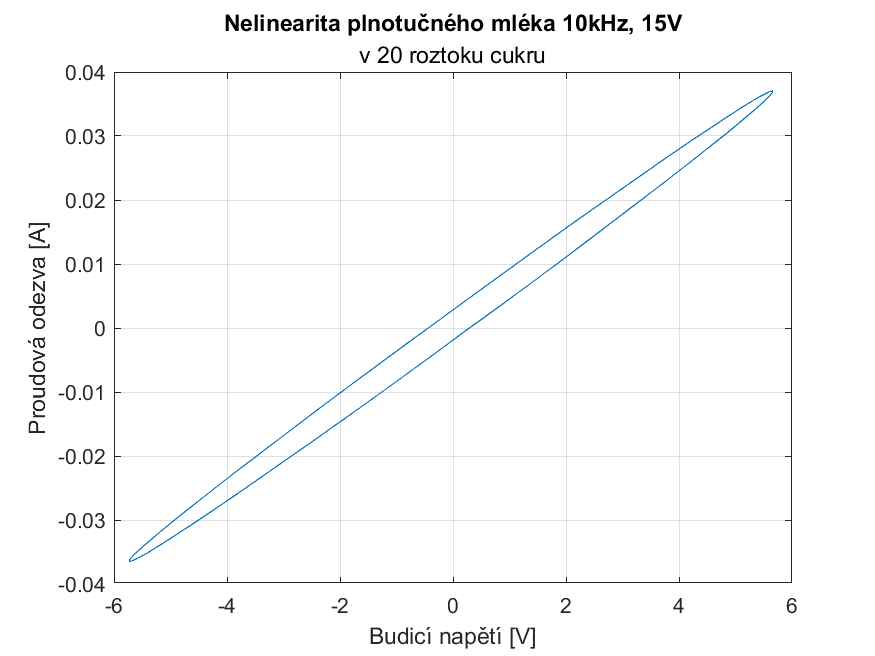 Nelinearita plnotučného mléka 10kHz, 15V
v 20 roztoku cukru
0.04
0.03
0.02
0.01
0
-0.01
-0.02
-0.03
-0.04
Proudová odezva [A]
-6 -4 -2 0 2 4 6
Budicí napětí [V]